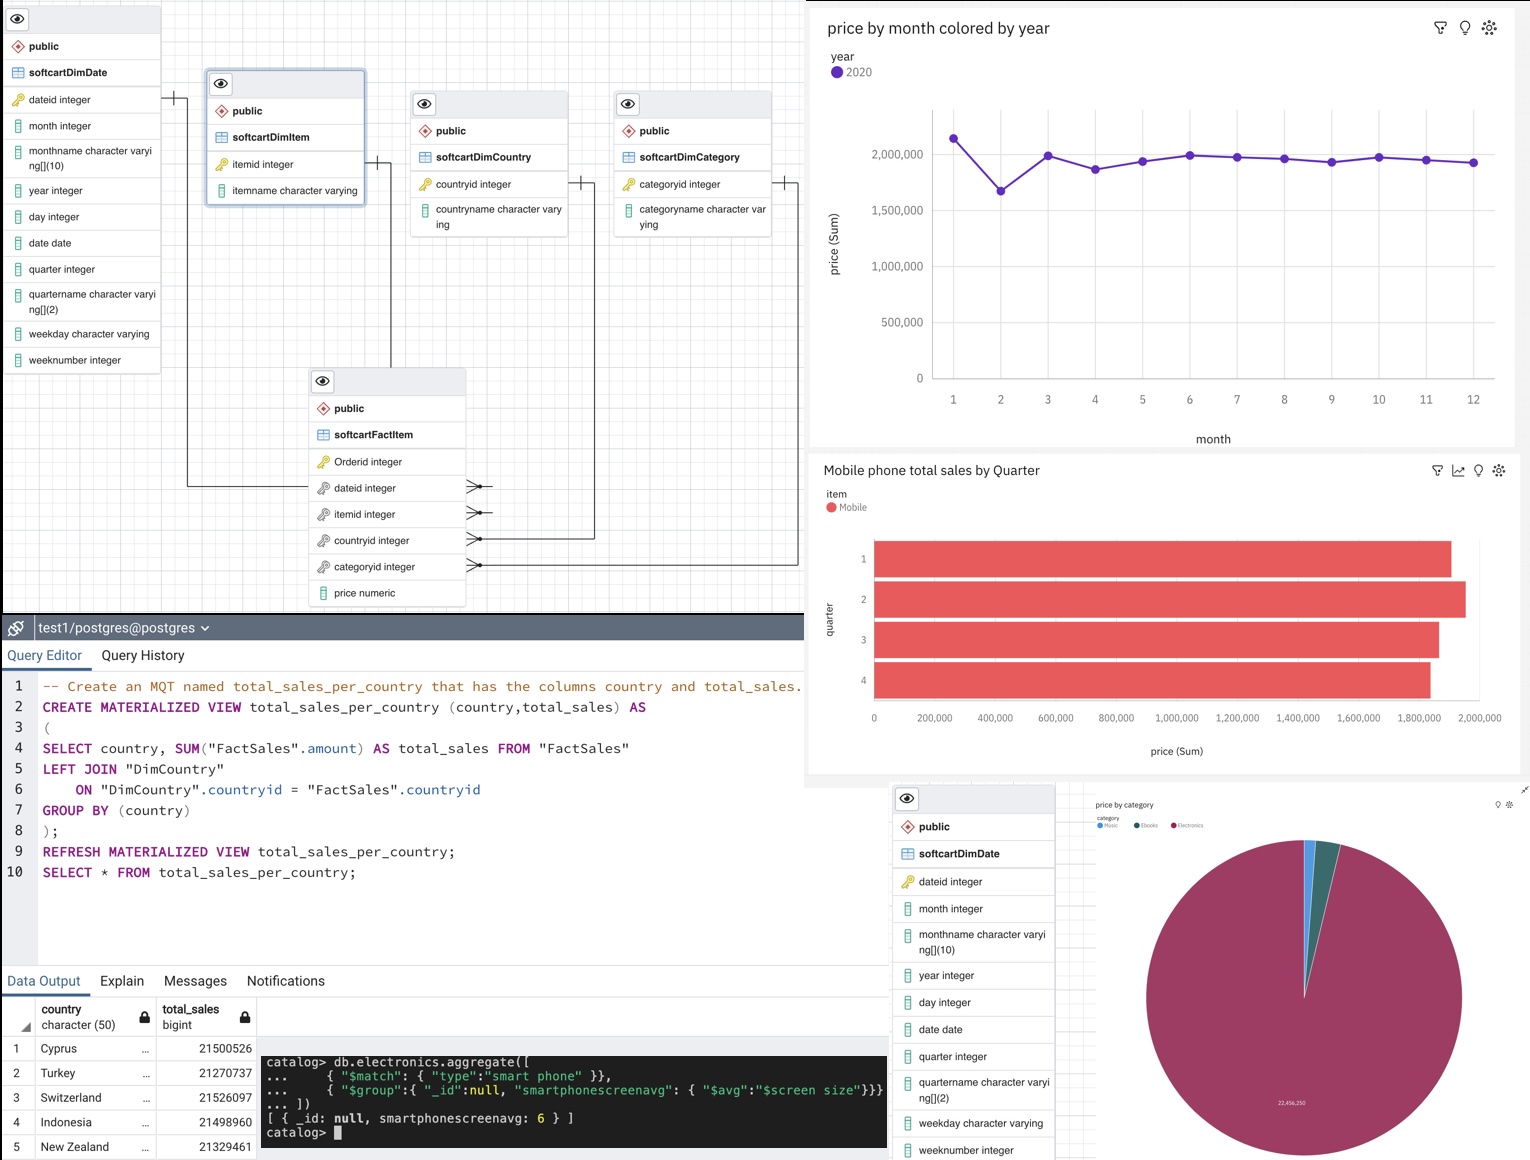 public
softcartDimDate
dateid integer
month integer
monthname character varyi
ng[](10)
year integer
day integer
date date
quarter integer
quartername character varyi
ng[](2)
weekday character varying
weeknumber integer
public
softcartDimItem
itemid integer
itemname character varying
public
softcartDimCountry
countryid integer
countryname character vary
ing
public
softcartDimCategory
categoryid integer
categoryname character var
ying
public
softcartFactItem
Orderid integer
dateid integer
itemid integer
countryid integer
categoryid integer
price numeric
price by month colored by year
year
2020
price (Sum)
2,000,000
1,500,000
1,000,000
500,000
0
1 2 3 4 5 6 7 8 9 10 11 12
month
Mobile phone total sales by Quarter
item
Mobile
quarter
1
2
3
4
0 200,000 400,000 600,000 800,000 1,000,000 1,200,000 1,400,000 1,600,000 1,800,000 2,000,000
price (Sum)
test1/postgres@postgres
Query Editor Query History
1 -- Create an MQT named total_sales_per_country that has the columns country and total_sales.
2 CREATE MATERIALIZED VIEW total_sales_per_country (country,total_sales) AS
3 (
4 SELECT country, SUM("FactSales".amount) AS total_sales FROM "FactSales"
5 LEFT JOIN "DimCountry"
6 ON "DimCountry".countryid = "FactSales".countryid
7 GROUP BY (country)
8 );
9 REFRESH MATERIALIZED VIEW total_sales_per_country;
10 SELECT * FROM total_sales_per_country;
Data Output Explain Messages Notifications
country total_sales
character (50) bigint
1 Cyprus ... 21500526
2 Turkey ... 21270737
3 Switzerland ... 21526097
4 Indonesia ... 21498960
5 New Zealand ... 21329461
catalog> db.electronics.aggregate([
... { "$match": { "type":"smart phone" }},
... { "$group":{ "_id":null, "smartphonescreenavg": { "$avg":"$screen size"}}}
... ])
[ { _id: null, smartphonescreenavg: 6 } ]
catalog>
public
softcartDimDate
dateid integer
month integer
monthname character varyi
ng[](10)
year integer
day integer
date date
quarter integer
quartername character varyi
ng[](2)
weekday character varying
weeknumber integer
price by category
category
Music Ebooks Electronics
22,456,250